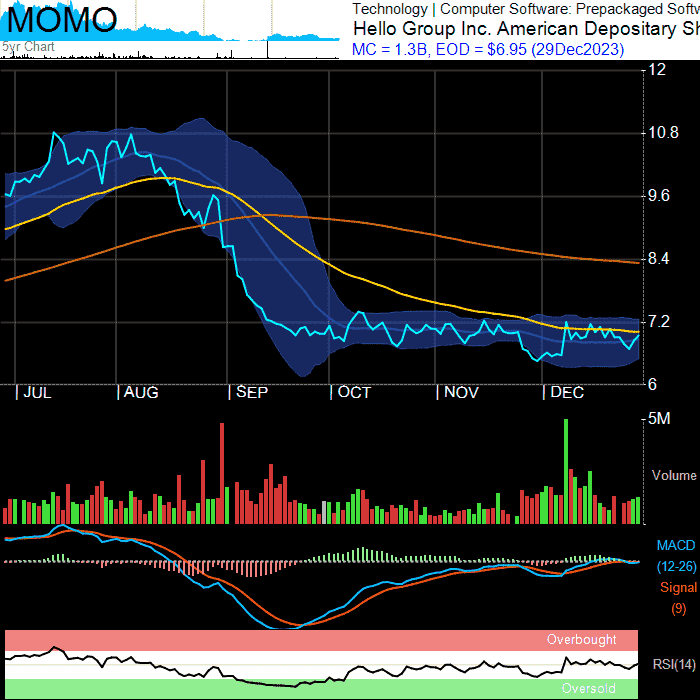 MOMO
5yr Chart
Technology | Computer Software: Prepackaged Softw
Hello Group Inc. American Depositary Sh
MC = 1.3B, EOD = $6.95 (29Dec2023)
12
10.8
9.6
8.4
7.2
6
JUL AUG SEP OCT NOV DEC
5M
Volume
MACD
(12-26)
Signal
(9)
Overbought
RSI(14)
Oversold